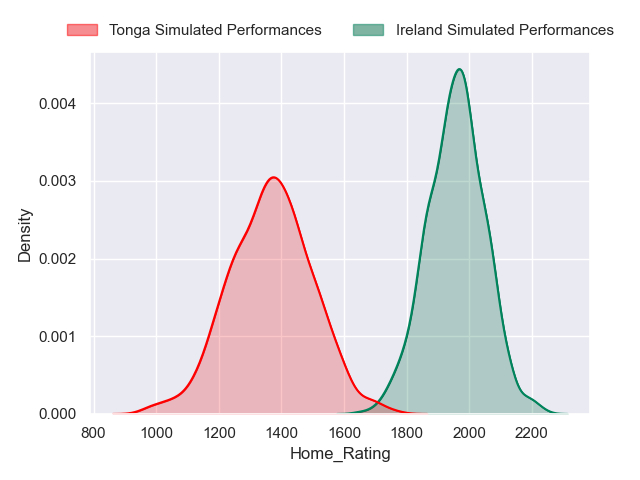 Tonga Simulated Performances Ireland Simulated Performances
0.004
0.003
0.002
0.001
0.000
Density
800 1000 1200 1400 1600 1800 2000 2200
Home_Rating